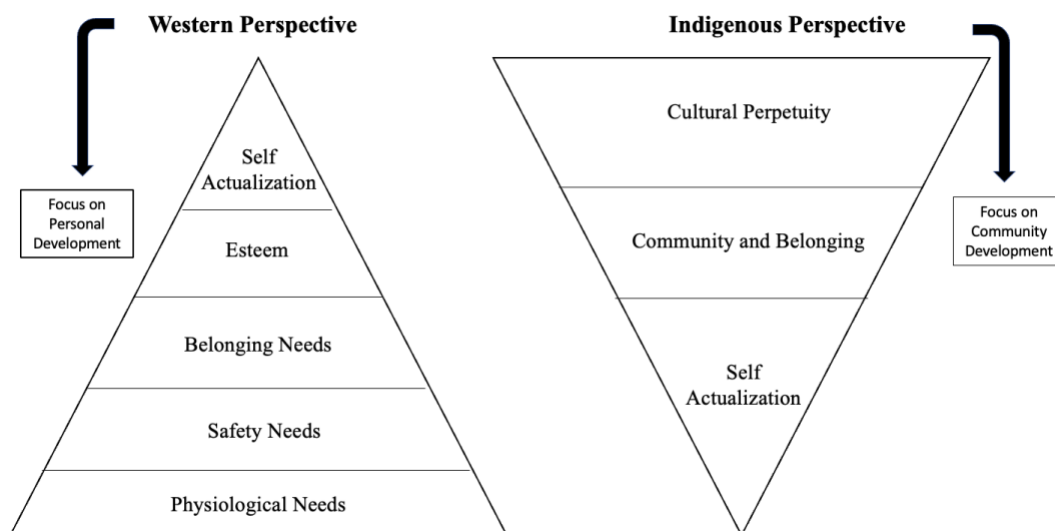 Western Perspective
Focus on
Personal
Development
Self
Actualization
Esteem
Belonging Needs
Safety Needs
Physiological Needs
Indigenous Perspective
Cultural Perpetuity
Community and Belonging
Self
Actualization
Focus on
Community
Development